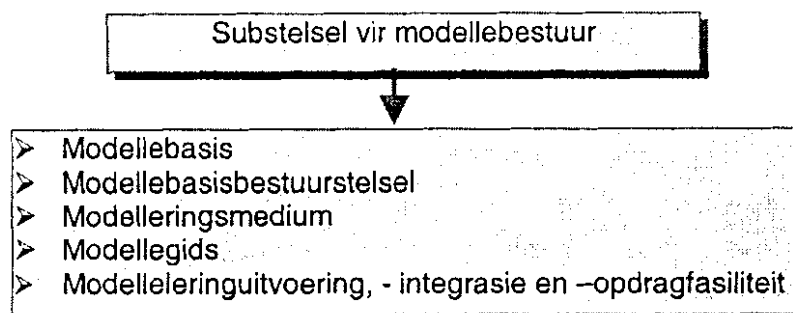 Substelsel vir modellebestuur
➢ Modellebasis
➢ Modellebasisbestuurstelsel
➢ Modelleringsmedium
➢ Modellegids
➢ Modelleleringuitvoering, - integrasie en –opdragfasiliteit